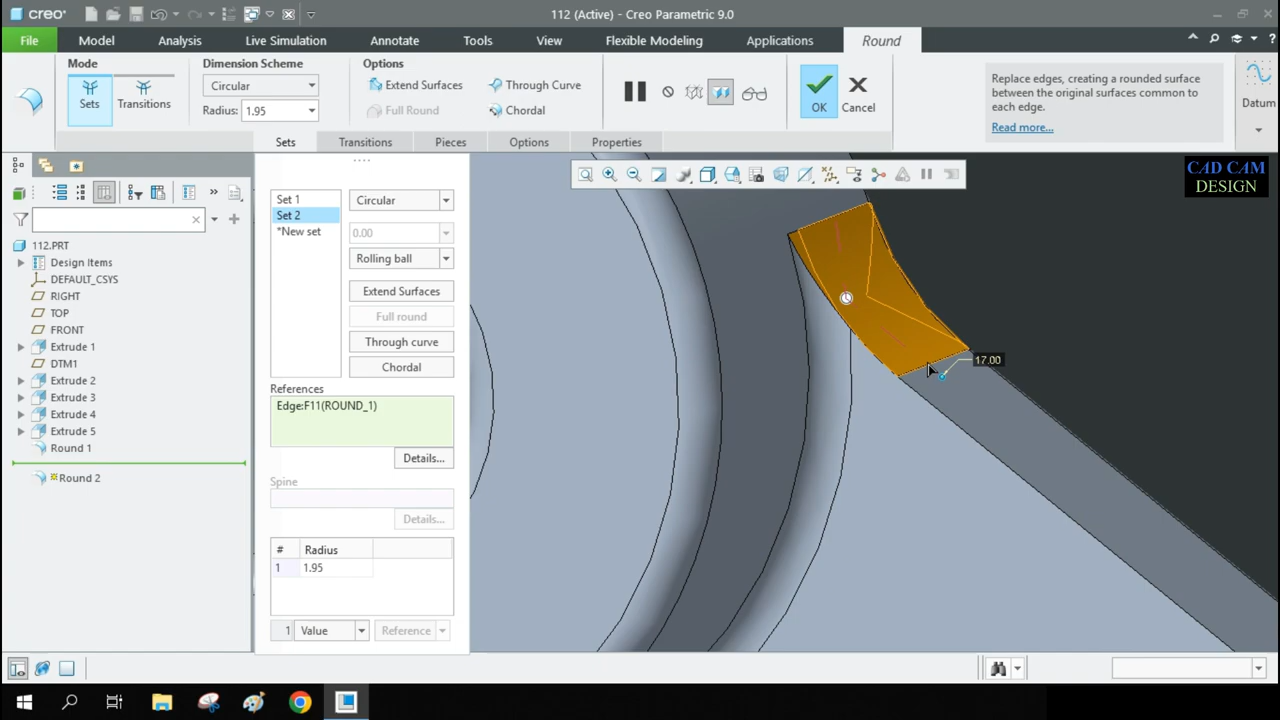 creo
112 (Active) - Creo Parametric 9.0
File
Model
Analysis
Live Simulation
Annotate
Tools
View
Flexible Modeling
Applications
Round
Mode
Sets
Transitions
Dimension Scheme
Circular
Radius: 1.95
Options
Extend Surfaces
Through Curve
Full Round
Chordal
OK
Cancel
Replace edges, creating a rounded surface
between the original surfaces common to
each edge.
Read more...
Datum
Sets
Transitions
Pieces
Options
Properties
CAD CAM
DESIGN
112.PRT
Design Items
DEFAULT_CSYS
RIGHT
TOP
FRONT
Extrude 1
DTM1
Extrude 2
Extrude 3
Extrude 4
Extrude 5
Round 1
Round 2
Set 1
Set 2
*New set
Circular
0.00
Rolling ball
Extend Surfaces
Full round
Through curve
Chordal
References
Edge:F11(ROUND_1)
Details...
Spine
Details...
# Radius
1 1.95
1 Value Reference
17.00